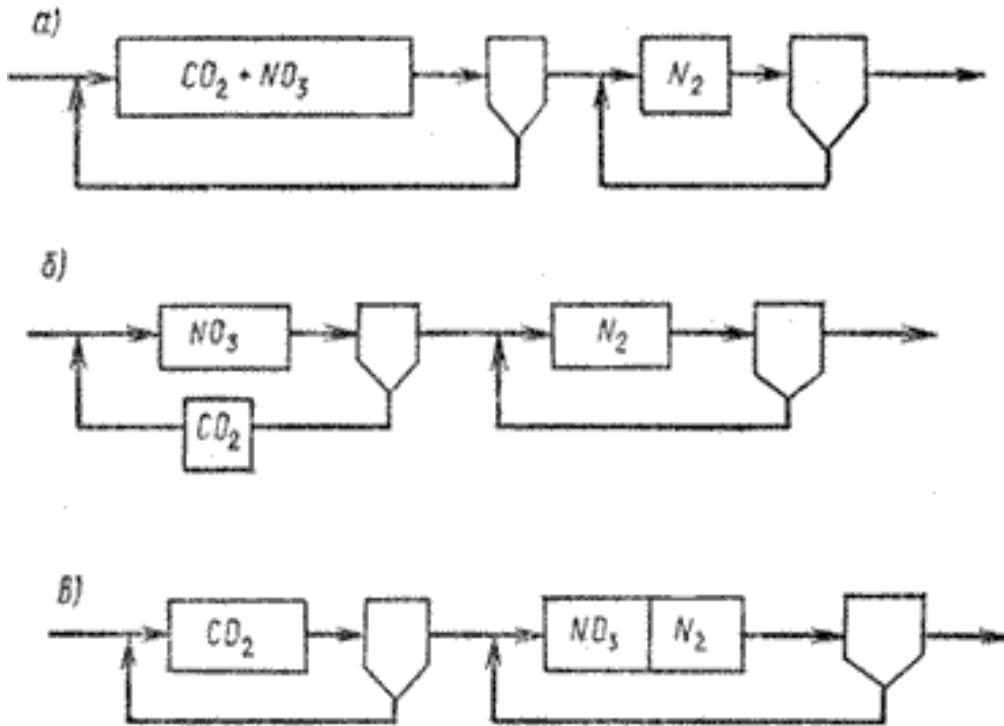 а)
CO₂ + NO₃
N₂
б)
NO₃
N₂
CO₂
в)
CO₂
NO₃
N₂